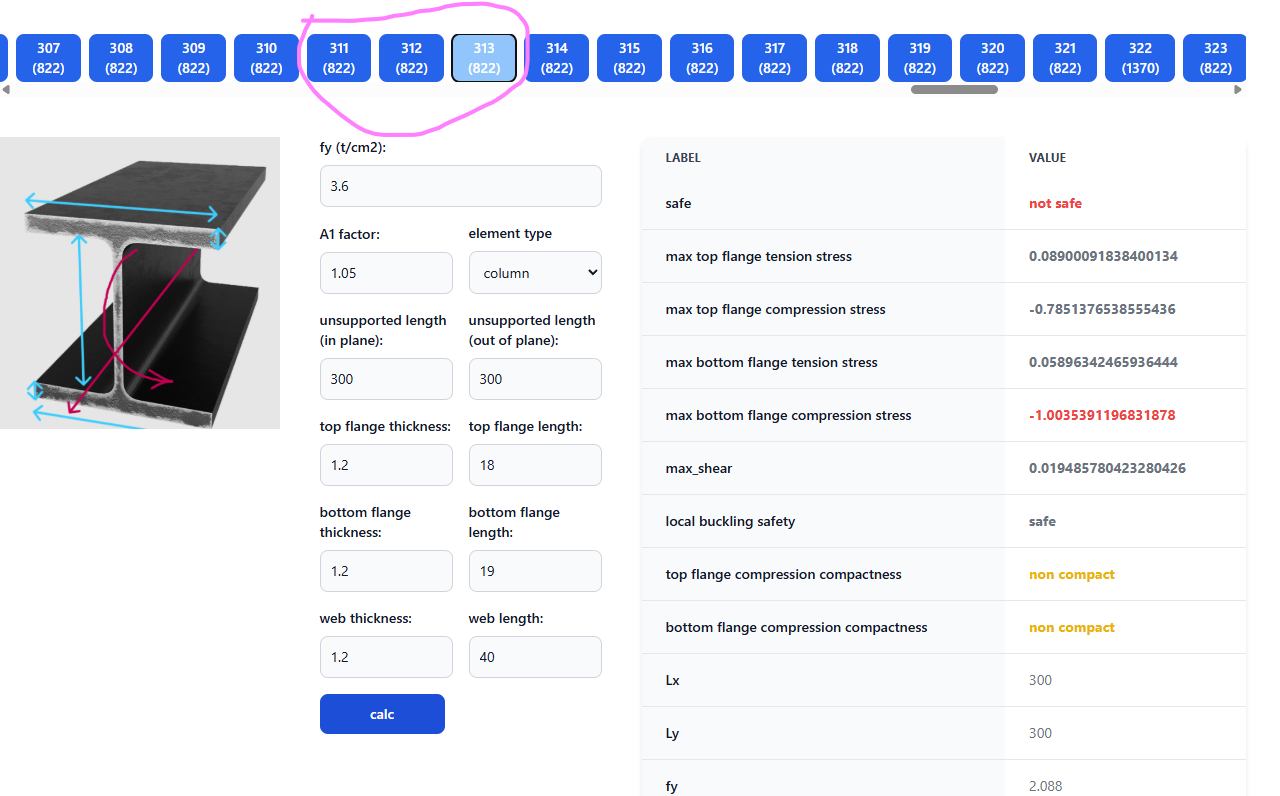 307 308 309 310 311 312 313 314 315 316 317 318 319 320 321 322 323
(822) (822) (822) (822) (822) (822) (822) (822) (822) (822) (822) (822) (822) (822) (822) (1370) (822)
fy (t/cm2):
3.6
A1 factor: element type
1.05 column
unsupported length unsupported length
(in plane): (out of plane):
300 300
top flange thickness: top flange length:
1.2 18
bottom flange bottom flange
thickness: length:
1.2 19
web thickness: web length:
1.2 40
calc
LABEL VALUE
safe not safe
max top flange tension stress 0.08900091838400134
max top flange compression stress -0.7851376538555436
max bottom flange tension stress 0.05896342465936444
max bottom flange compression stress -1.0035391196831878
max_shear 0.019485780423280426
local buckling safety safe
top flange compression compactness non compact
bottom flange compression compactness non compact
Lx 300
Ly 300
fy 2.088